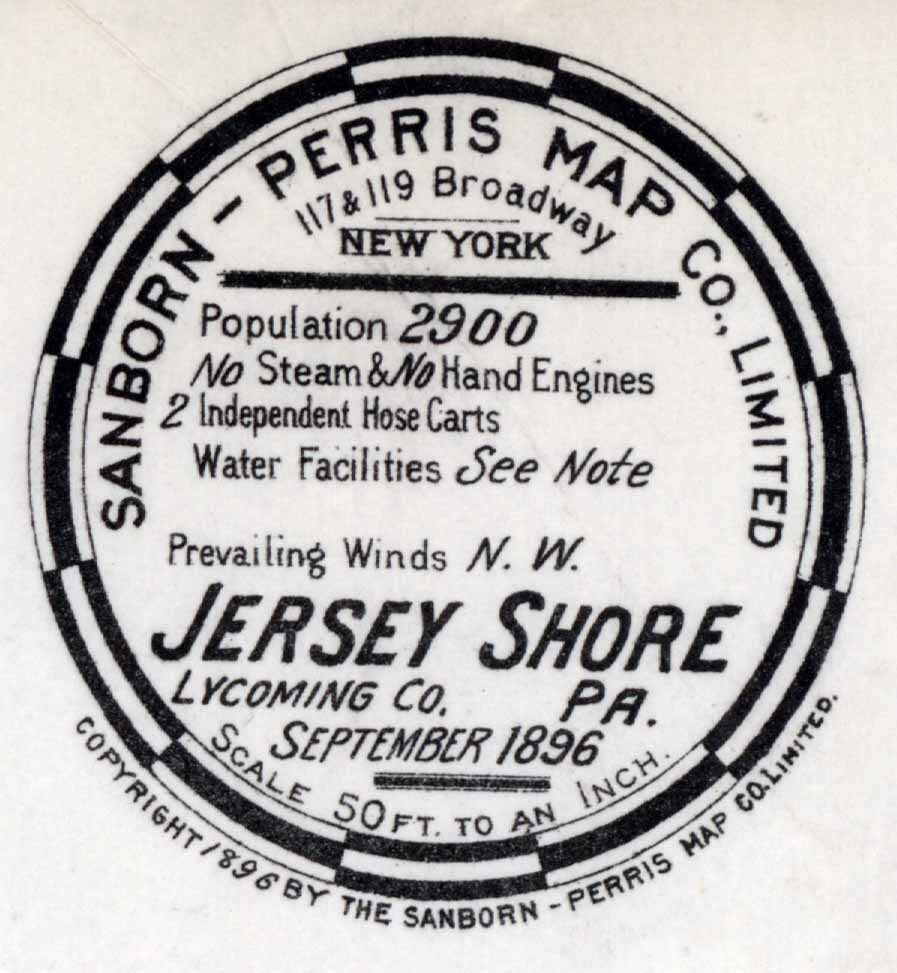 SANBORN - PERRIS MAP CO., LIMITED
117 & 119 Broadway
NEW YORK
Population 2900
No Steam & No Hand Engines
2 Independent Hose Carts
Water Facilities See Note
Prevailing Winds N. W.
JERSEY SHORE
LYCOMING CO. PA.
SEPTEMBER 1896
SCALE 50 FT. TO AN INCH.
COPYRIGHT 1896 BY THE SANBORN - PERRIS MAP CO. LIMITED.